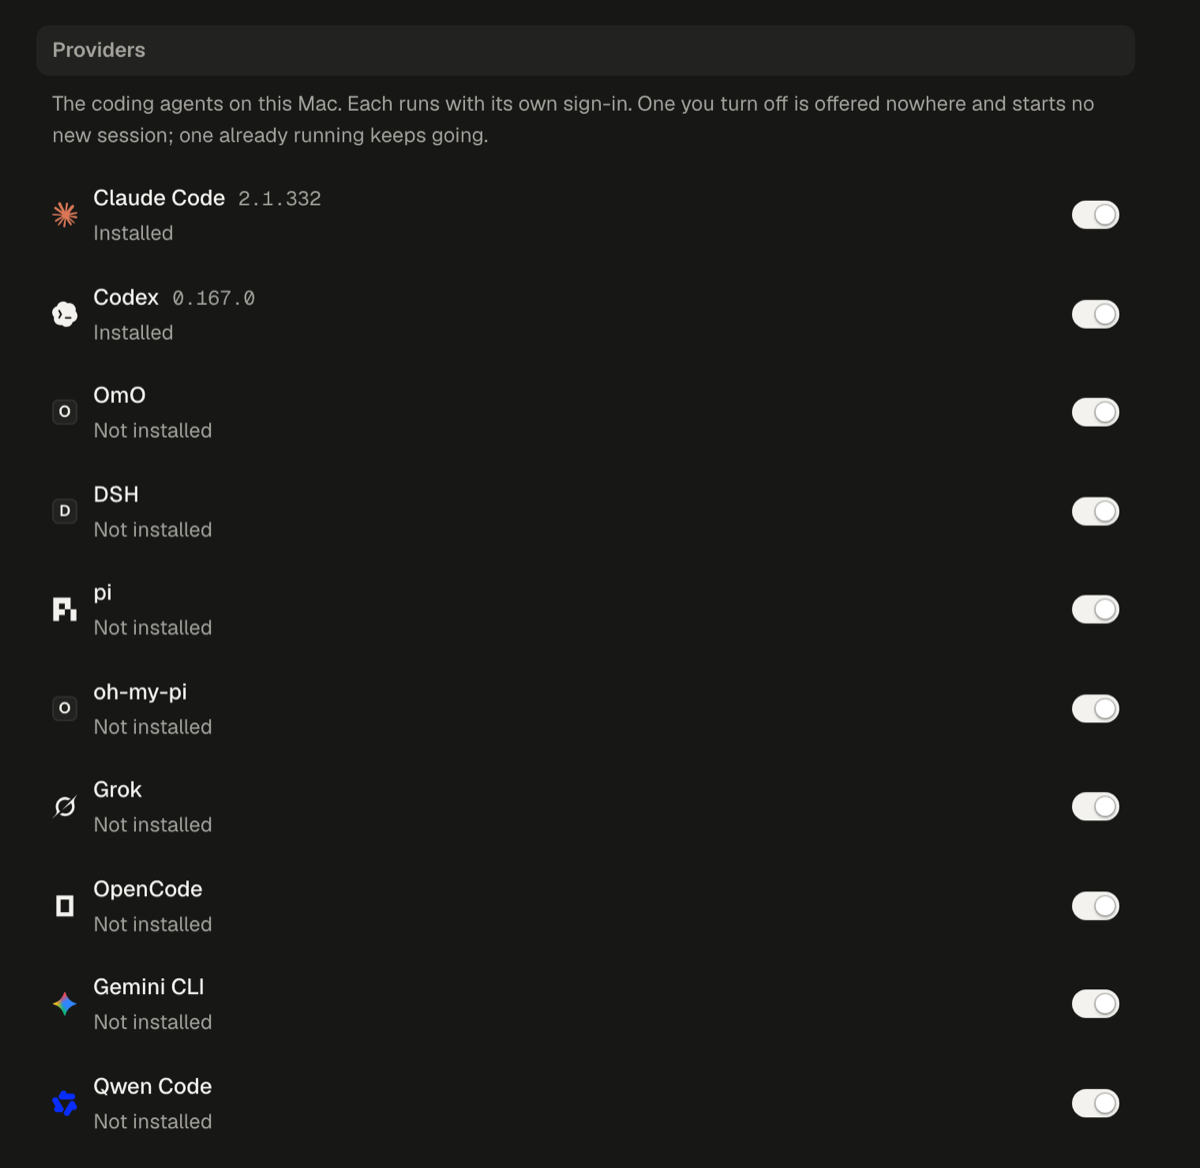 Providers
The coding agents on this Mac. Each runs with its own sign-in. One you turn off is offered nowhere and starts no
new session; one already running keeps going.
Claude Code 2.1.332
Installed
Codex 0.167.0
Installed
O
OmO
Not installed
D
DSH
Not installed
pi
Not installed
O
oh-my-pi
Not installed
Grok
Not installed
OpenCode
Not installed
Gemini CLI
Not installed
Qwen Code
Not installed